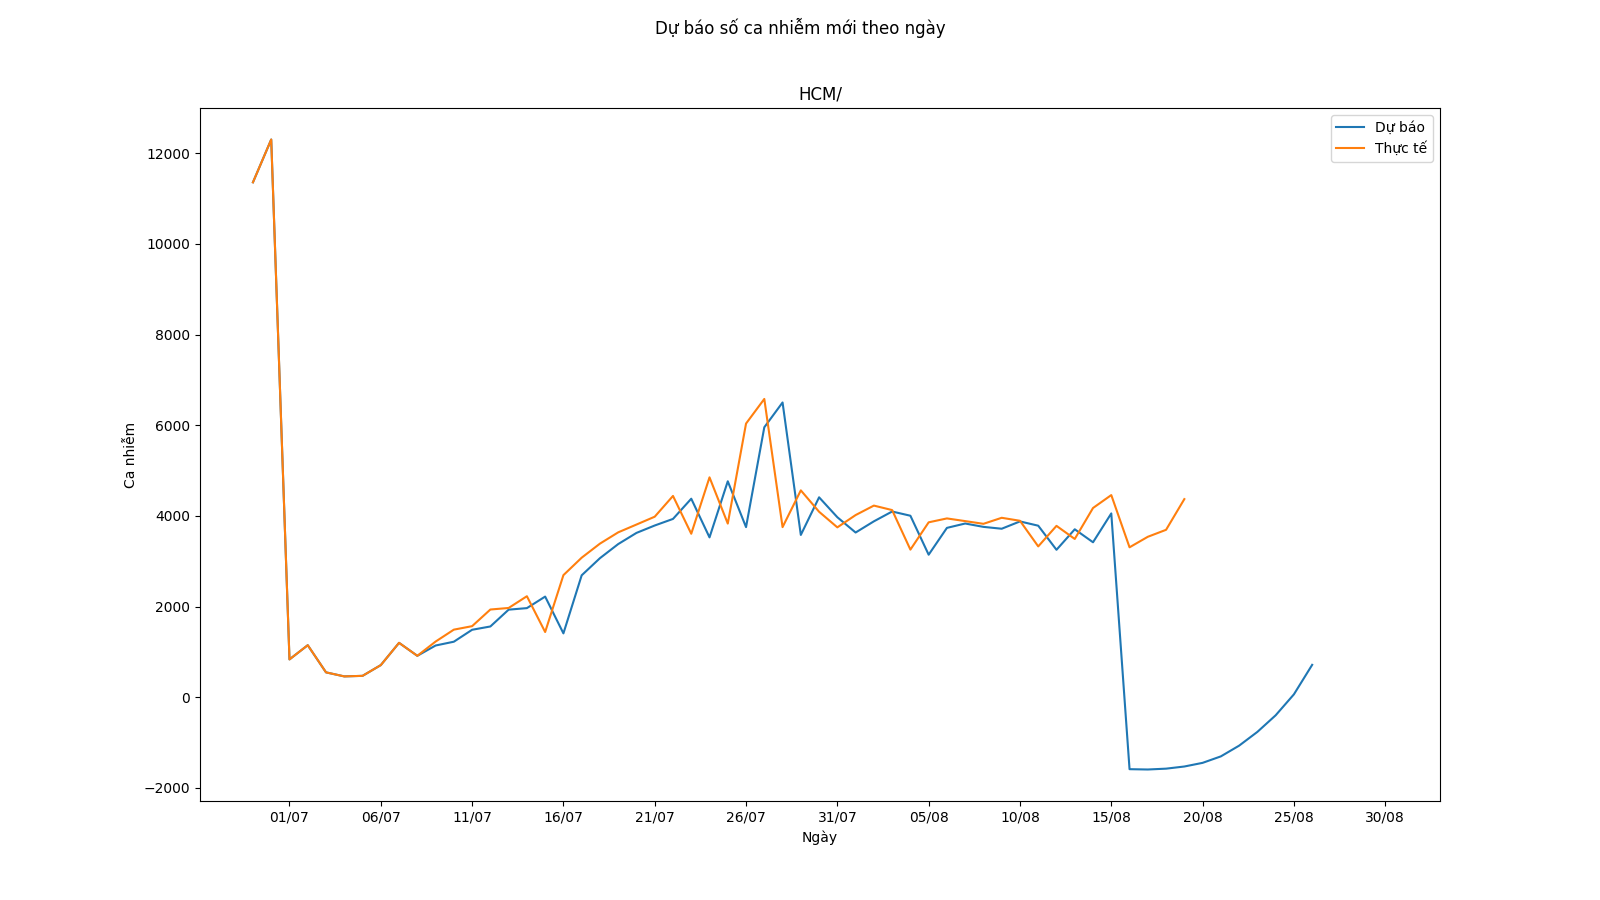 Dự báo số ca nhiễm mới theo ngày
HCM/
Dự báo
Thực tế
Ca nhiễm
12000
10000
8000
6000
4000
2000
0
−2000
01/07 06/07 11/07 16/07 21/07 26/07 31/07 05/08 10/08 15/08 20/08 25/08 30/08
Ngày